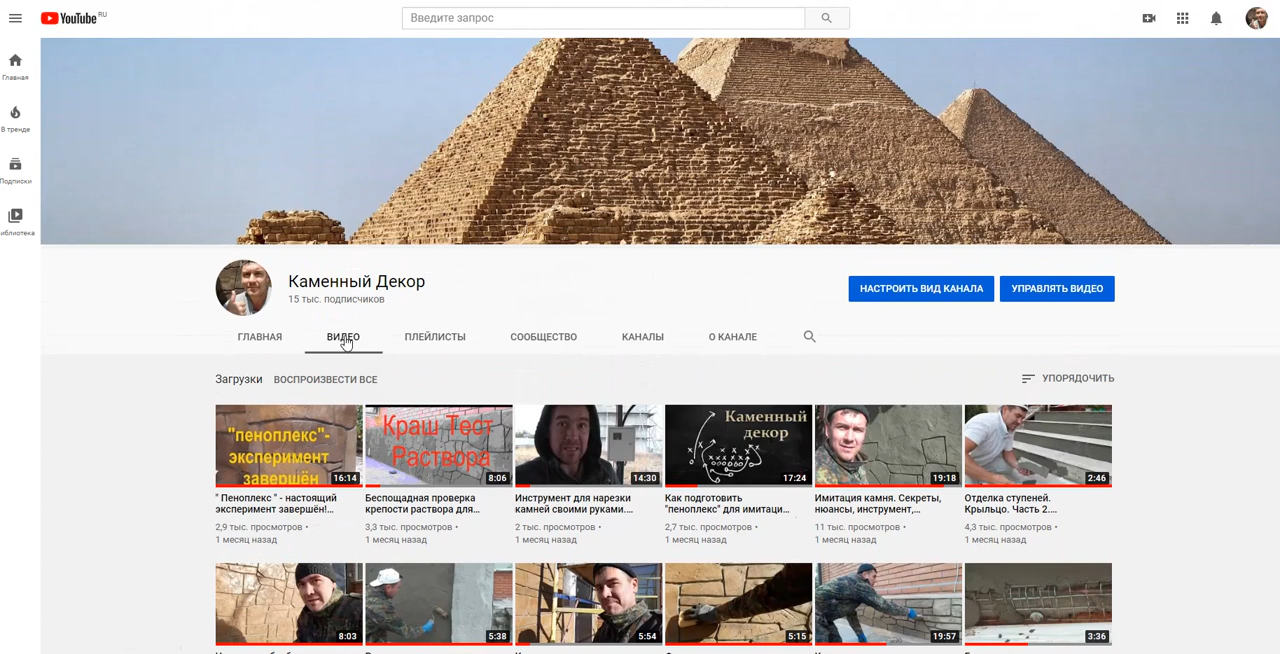 YouTube RU
Введите запрос
Главная
В тренде
Подписки
иблиотека
Каменный Декор
15 тыс. подписчиков
НАСТРОИТЬ ВИД КАНАЛА
УПРАВЛЯТЬ ВИДЕО
ГЛАВНАЯ
ВИДЕО
ПЛЕЙЛИСТЫ
СООБЩЕСТВО
КАНАЛЫ
О КАНАЛЕ
Загрузки
ВОСПРОИЗВЕСТИ ВСЕ
УПОРЯДОЧИТЬ
"пеноплекс"-
эксперимент
завершён
16:14
" Пеноплекс " - настоящий
эксперимент завершён!...
2,9 тыс. просмотров •
1 месяц назад
Краш Тест
Раствора
8:06
Беспощадная проверка
крепости раствора для...
3,3 тыс. просмотров •
1 месяц назад
14:30
Инструмент для нарезки
камней своими руками....
2 тыс. просмотров •
1 месяц назад
Каменный
декор
17:24
Как подготовить
"пеноплекс" для имитаци...
2,7 тыс. просмотров •
1 месяц назад
19:18
Имитация камня. Секреты,
нюансы, инструмент,...
11 тыс. просмотров •
1 месяц назад
2:46
Отделка ступеней.
Крыльцо. Часть 2....
4,3 тыс. просмотров •
1 месяц назад
8:03
5:38
5:54
5:15
19:57
3:36